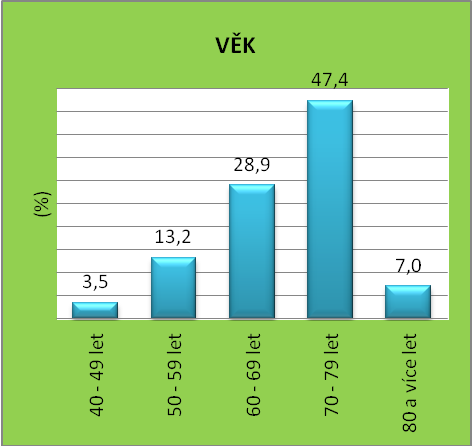 VĚK
47,4
28,9
13,2
7,0
3,5
(%)
40 - 49 let
50 - 59 let
60 - 69 let
70 - 79 let
80 a více let